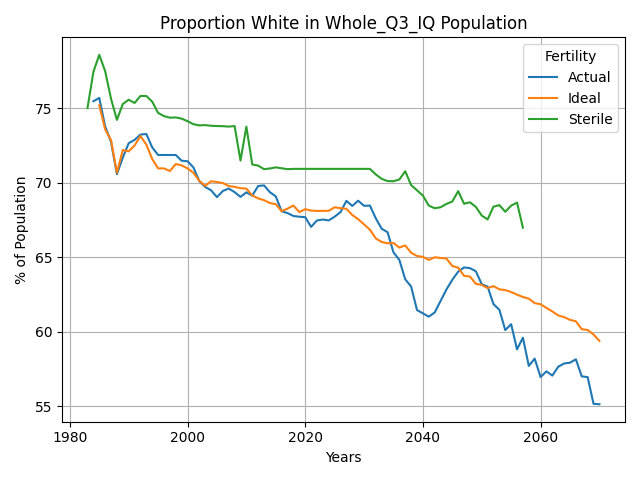 Proportion White in Whole_Q3_IQ Population
Fertility
Actual
Ideal
Sterile
% of Population
75
70
65
60
55
1980
2000
2020
2040
2060
Years